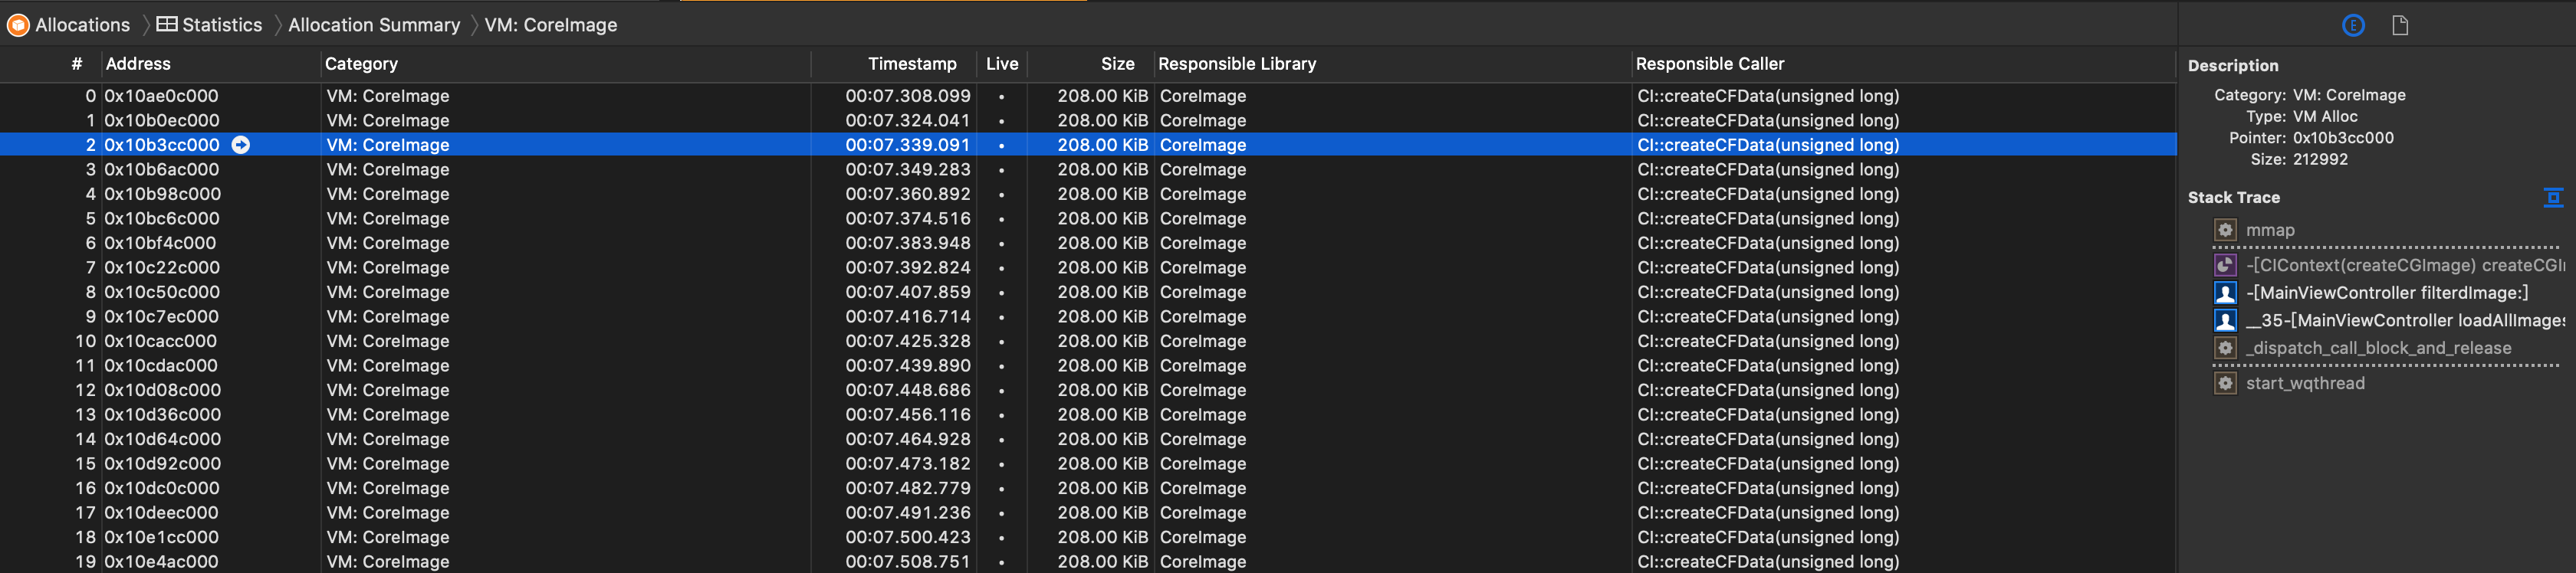 Allocations Statistics Allocation Summary VM: CoreImage
# Address Category Timestamp Live Size Responsible Library Responsible Caller
0 0x10ae0c000 VM: CoreImage 00:07.308.099 • 208.00 KiB CoreImage CI::createCFData(unsigned long)
1 0x10b0ec000 VM: CoreImage 00:07.324.041 • 208.00 KiB CoreImage CI::createCFData(unsigned long)
2 0x10b3cc000 VM: CoreImage 00:07.339.091 • 208.00 KiB CoreImage CI::createCFData(unsigned long)
3 0x10b6ac000 VM: CoreImage 00:07.349.283 • 208.00 KiB CoreImage CI::createCFData(unsigned long)
4 0x10b98c000 VM: CoreImage 00:07.360.892 • 208.00 KiB CoreImage CI::createCFData(unsigned long)
5 0x10bc6c000 VM: CoreImage 00:07.374.516 • 208.00 KiB CoreImage CI::createCFData(unsigned long)
6 0x10bf4c000 VM: CoreImage 00:07.383.948 • 208.00 KiB CoreImage CI::createCFData(unsigned long)
7 0x10c22c000 VM: CoreImage 00:07.392.824 • 208.00 KiB CoreImage CI::createCFData(unsigned long)
8 0x10c50c000 VM: CoreImage 00:07.407.859 • 208.00 KiB CoreImage CI::createCFData(unsigned long)
9 0x10c7ec000 VM: CoreImage 00:07.416.714 • 208.00 KiB CoreImage CI::createCFData(unsigned long)
10 0x10cacc000 VM: CoreImage 00:07.425.328 • 208.00 KiB CoreImage CI::createCFData(unsigned long)
11 0x10cdac000 VM: CoreImage 00:07.439.890 • 208.00 KiB CoreImage CI::createCFData(unsigned long)
12 0x10d08c000 VM: CoreImage 00:07.448.686 • 208.00 KiB CoreImage CI::createCFData(unsigned long)
13 0x10d36c000 VM: CoreImage 00:07.456.116 • 208.00 KiB CoreImage CI::createCFData(unsigned long)
14 0x10d64c000 VM: CoreImage 00:07.464.928 • 208.00 KiB CoreImage CI::createCFData(unsigned long)
15 0x10d92c000 VM: CoreImage 00:07.473.182 • 208.00 KiB CoreImage CI::createCFData(unsigned long)
16 0x10dc0c000 VM: CoreImage 00:07.482.779 • 208.00 KiB CoreImage CI::createCFData(unsigned long)
17 0x10deec000 VM: CoreImage 00:07.491.236 • 208.00 KiB CoreImage CI::createCFData(unsigned long)
18 0x10e1cc000 VM: CoreImage 00:07.500.423 • 208.00 KiB CoreImage CI::createCFData(unsigned long)
19 0x10e4ac000 VM: CoreImage 00:07.508.751 • 208.00 KiB CoreImage CI::createCFData(unsigned long)
E
Description
Category: VM: CoreImage
Type: VM Alloc
Pointer: 0x10b3cc000
Size: 212992
Stack Trace
mmap
-[CIContext(createCGImage) createCGI
-[MainViewController filterdImage:]
__35-[MainViewController loadAllImages
_dispatch_call_block_and_release
start_wqthread